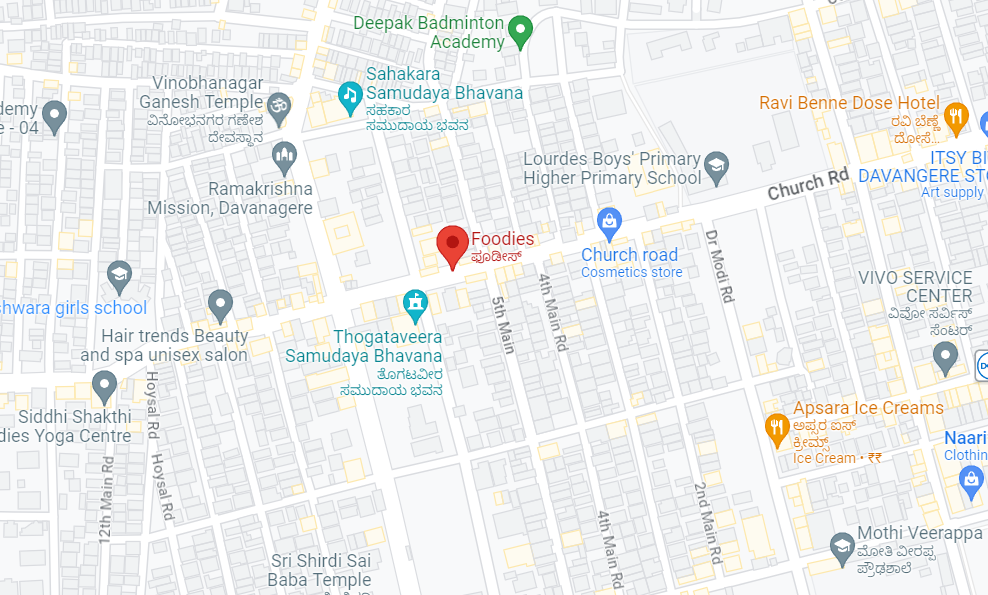 Deepak Badminton
Academy
Sahakara
Samudaya Bhavana
ಸಹಕಾರ
ಸಮುದಾಯ ಭವನ
Vinobhanagar
Ganesh Temple
ವಿನೋಭನಗರ ಗಣೇಶ
ದೇವಸ್ಥಾನ
demy
e - 04
Ravi Benne Dose Hotel
ರವಿ ಬೆಣ್ಣೆ
ದೋಸೆ...
ITSY BI
DAVANGERE STO
Art supply
Lourdes Boys' Primary
Higher Primary School
Church Rd
Ramakrishna
Mission, Davanagere
Foodies
ಫೂಡೀಸ್
Church road
Cosmetics store
Dr Modi Rd
hwara girls school
VIVO SERVICE
CENTER
ವಿವೋ ಸರ್ವಿಸ್
ಸೆಂಟರ್
Hair trends Beauty
and spa unisex salon
Thogataveera
Samudaya Bhavana
ತೊಗಟವೀರ
ಸಮುದಾಯ ಭವನ
5th Main
4th Main Rd
Hoysal Rd
Siddhi Shakthi
dies Yoga Centre
Apsara Ice Creams
ಅಪ್ಸರ ಐಸ್
ಕ್ರೀಮ್ಸ್
Ice Cream • ₹₹
Naari
Clothin
12th Main Rd
Hoysal Rd
2nd Main Rd
4th Main Rd
Mothi Veerappa
ಮೋತಿ ವೀರಪ್ಪ
ಪ್ರೌಢಶಾಲೆ
Sri Shirdi Sai
Baba Temple